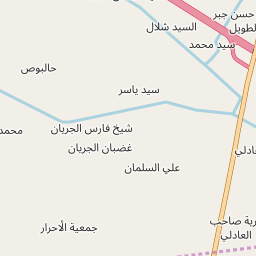 حسن جبر
الطويل
السيد شلال
سيد محمد
حالبوص
سيد ياسر
شيخ فارس الجريان
محمد
غضبان الجريان
علي السلمان
جمعية الأحرار
صاحب
العادلي